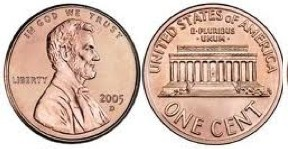 IN GOD WE TRUST
LIBERTY
2005
D
UNITED STATES OF AMERICA
E·PLURIBUS
·UNUM·
ONE CENT